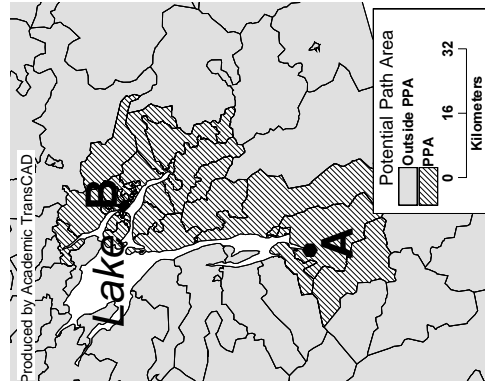 Produced by Academic TransCAD
Lake
B
A
Potential Path Area
Outside PPA
PPA
0 16 32
Kilometers